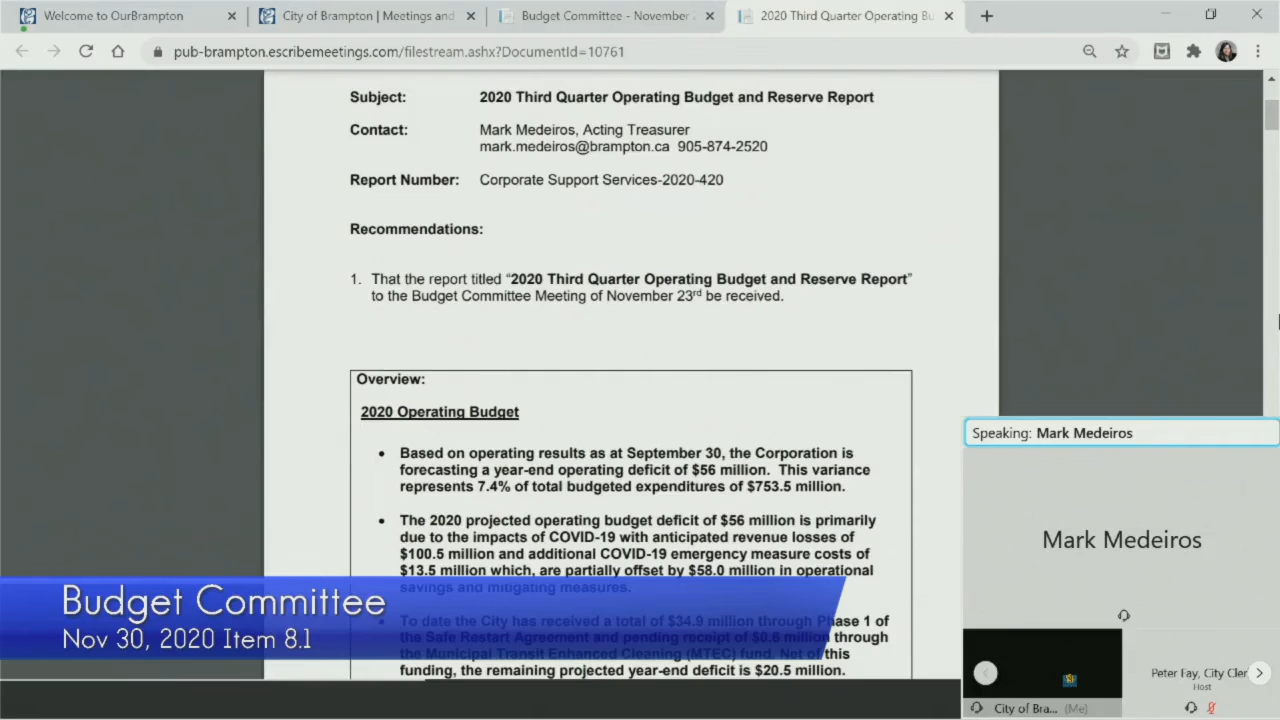 Welcome to OurBrampton
City of Brampton | Meetings and
Budget Committee - November 2
2020 Third Quarter Operating Bu
pub-brampton.escribemeetings.com/filestream.ashx?DocumentId=10761
Subject: 2020 Third Quarter Operating Budget and Reserve Report
Contact: Mark Medeiros, Acting Treasurer
mark.medeiros@brampton.ca 905-874-2520
Report Number: Corporate Support Services-2020-420
Recommendations:
1. That the report titled “2020 Third Quarter Operating Budget and Reserve Report”
to the Budget Committee Meeting of November 23rd be received.
Overview:
2020 Operating Budget
• Based on operating results as at September 30, the Corporation is
forecasting a year-end operating deficit of $56 million. This variance
represents 7.4% of total budgeted expenditures of $753.5 million.
• The 2020 projected operating budget deficit of $56 million is primarily
due to the impacts of COVID-19 with anticipated revenue losses of
$100.5 million and additional COVID-19 emergency measure costs of
$13.5 million which, are partially offset by $58.0 million in operational
savings and mitigating measures.
• To date the City has received a total of $34.9 million through Phase 1 of
the Safe Restart Agreement and pending receipt of $0.6 million through
the Municipal Transit Enhanced Cleaning (MTEC) fund. Net of this
funding, the remaining projected year-end deficit is $20.5 million.
Budget Committee
Nov 30, 2020 Item 8.1
Speaking: Mark Medeiros
Mark Medeiros
Peter Fay, City Cler
Host
City of Bra... (Me)